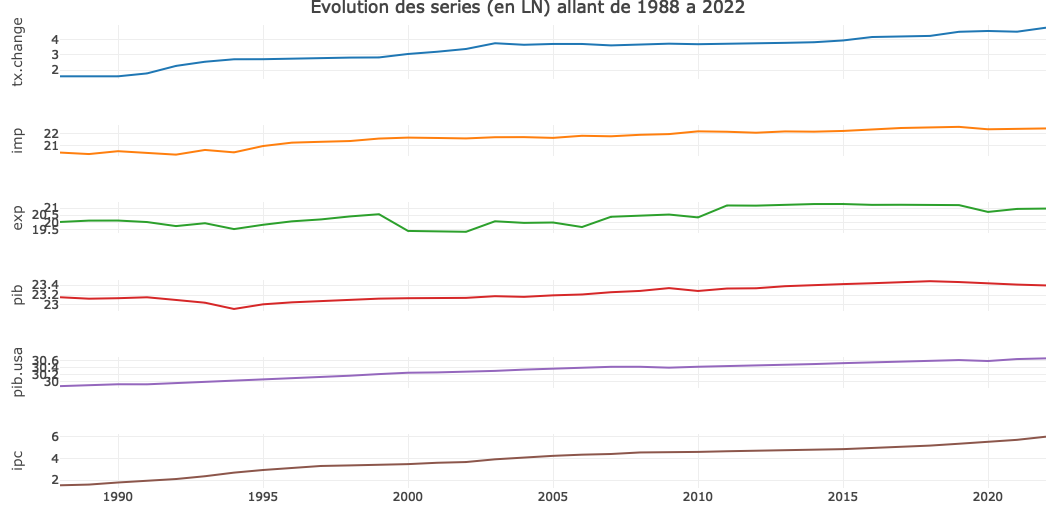 Evolution des series (en LN) allant de 1988 a 2022
tx.change
4
3
2
imp
22
21
exp
21
20.5
20
19.5
pib
23.4
23.2
23
pib.usa
30.6
30.4
30.2
30
ipc
6
4
2
1990 1995 2000 2005 2010 2015 2020